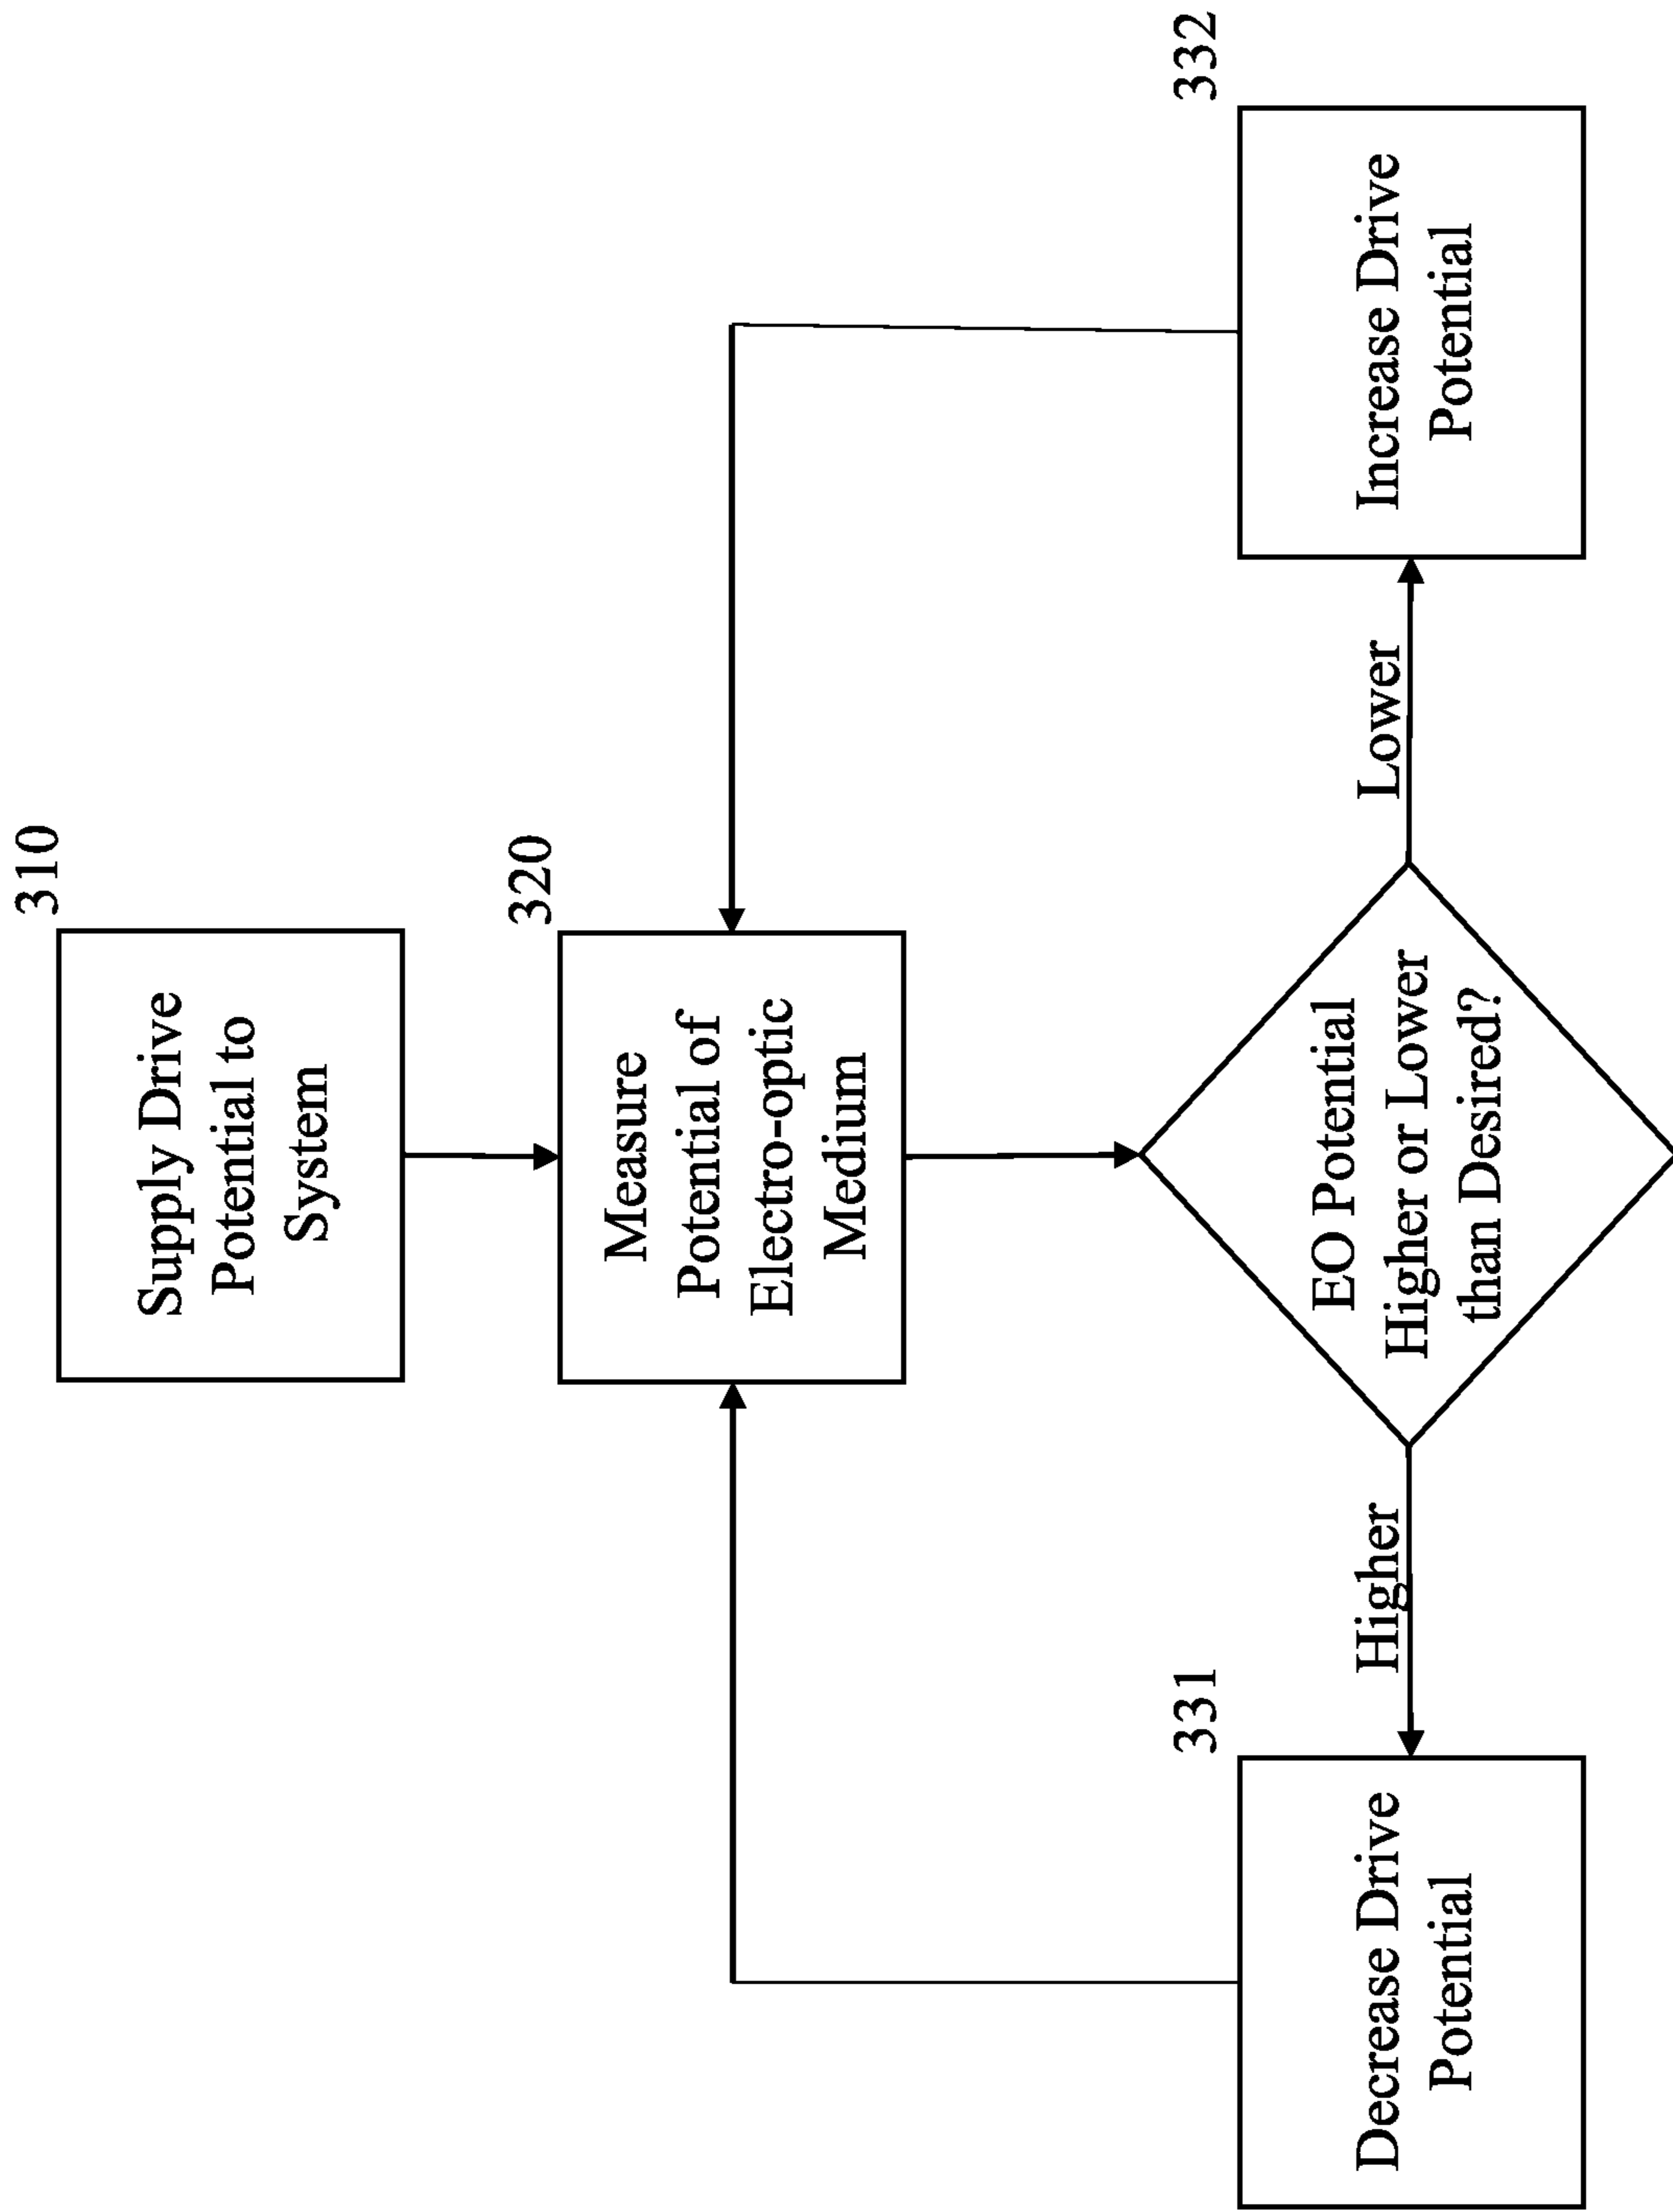 310
Supply Drive
Potential to
System
320
Measure
Potential of
Electro-optic
Medium
EO Potential
Higher or Lower
than Desired?
Higher
Lower
331
Decrease Drive
Potential
332
Increase Drive
Potential